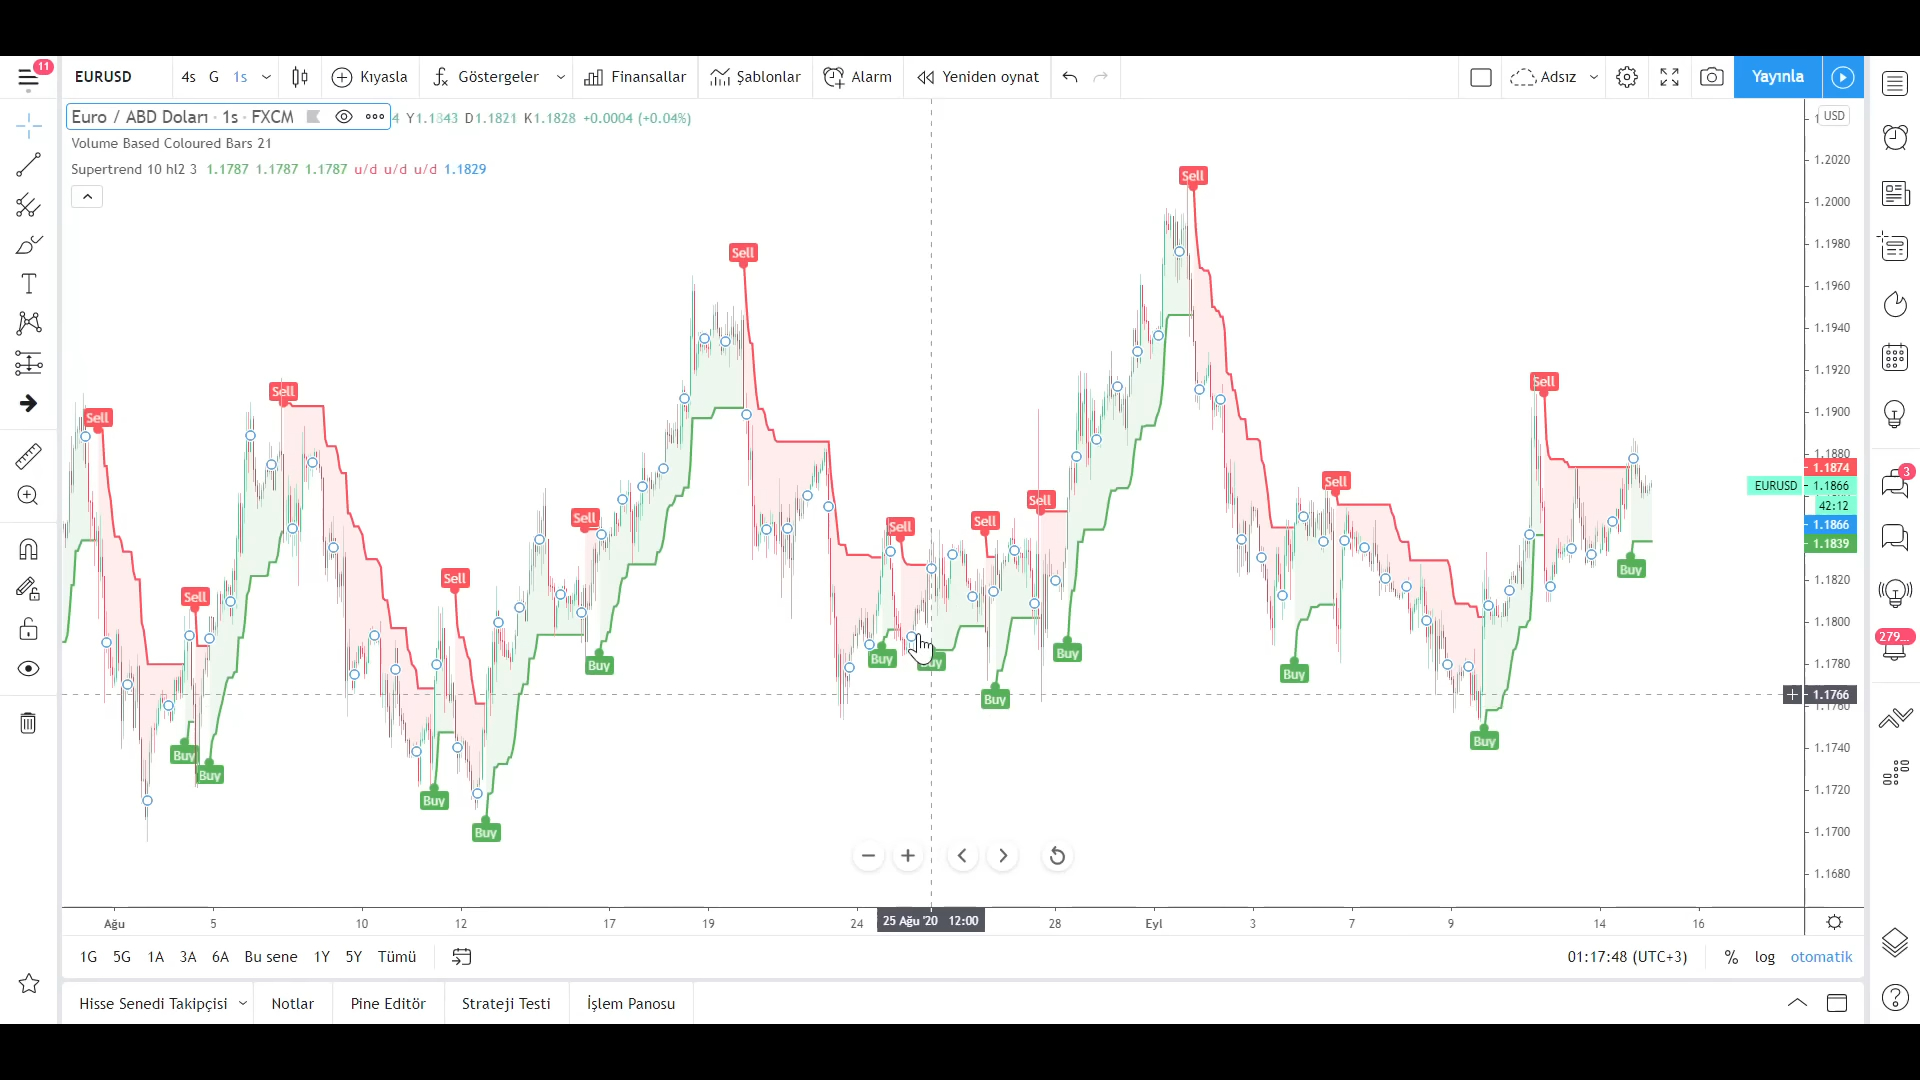 11
EURUSD 4s G 1s Kıyasla Göstergeler Finansallar Şablonlar Alarm Yeniden oynat Adsız Yayınla
Euro / ABD Doları · 1s · FXCM 4 Y1.1843 D1.1821 K1.1828 +0.0004 (+0.04%)
USD
Volume Based Coloured Bars 21
Supertrend 10 hl2 3 1.1787 1.1787 1.1787 u/d u/d u/d 1.1829
1.2020
Sell
1.2000
1.1980
Sell
1.1960
1.1940
1.1920
Sell
Sell
1.1900
Sell
1.1880
1.1874
3
Sell
EURUSD 1.1866
Sell
42:12
Sell
Sell
Sell
1.1866
1.1839
Buy
Sell
1.1820
Sell
1.1800
279...
Buy
Buy
Buy
Buy
1.1780
Buy
1.1766
Buy
1.1760
Buy
1.1740
Buy
Buy
1.1720
Buy
1.1700
Buy
1.1680
Ağu 5 10 12 17 19 24 25 Ağu '20 12:00 28 Eyl 3 7 9 14 16
1G 5G 1A 3A 6A Bu sene 1Y 5Y Tümü 01:17:48 (UTC+3) % log otomatik
Hisse Senedi Takipçisi Notlar Pine Editör Strateji Testi İşlem Panosu